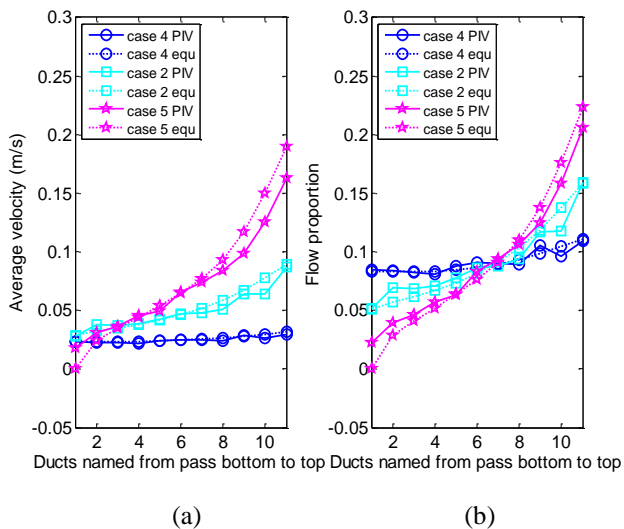 0.3
0.25
0.2
0.15
0.1
0.05
0
-0.05
Average velocity (m/s)
case 4 PIV
case 4 equ
case 2 PIV
case 2 equ
case 5 PIV
case 5 equ
2 4 6 8 10
Ducts named from pass bottom to top
(a)
0.3
0.25
0.2
0.15
0.1
0.05
0
-0.05
Flow proportion
case 4 PIV
case 4 equ
case 2 PIV
case 2 equ
case 5 PIV
case 5 equ
2 4 6 8 10
Ducts named from pass bottom to top
(b)